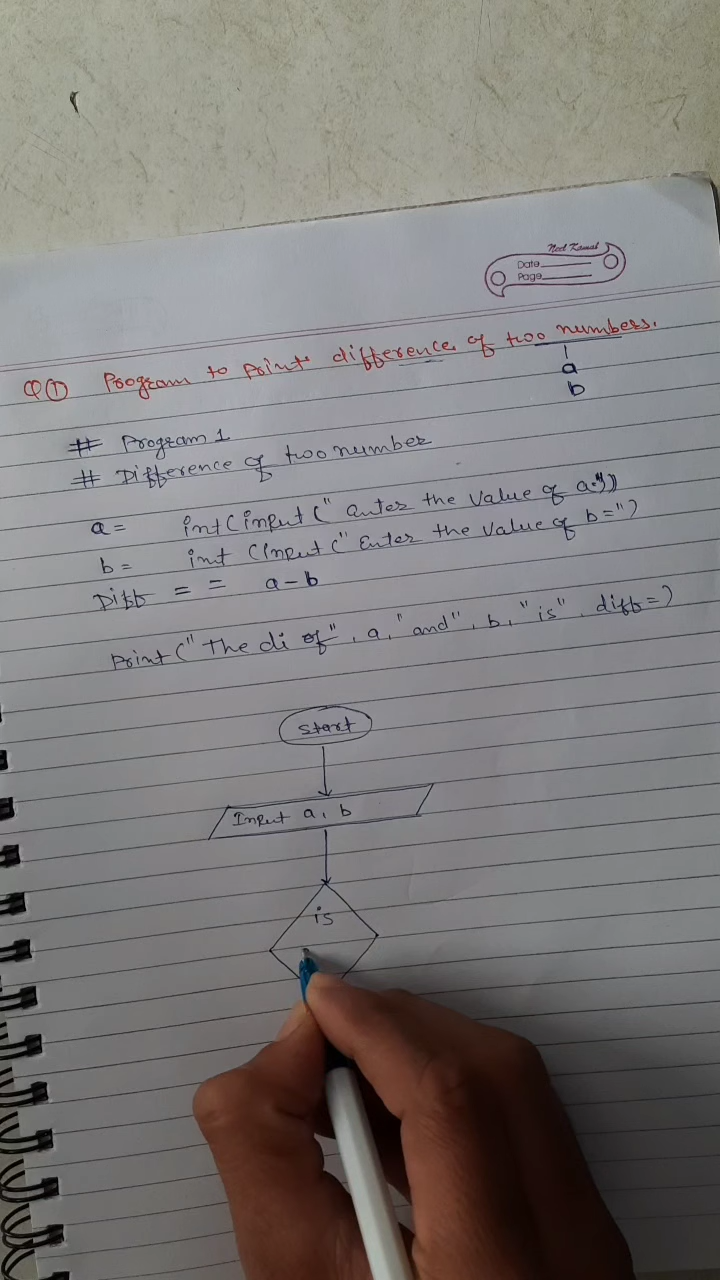 Neel Kamal
Date
Page
Q① Program to print difference of two numbers.
a
b
# Program 1
# Difference of two number
a = int(input(" enter the value of a="))
b = int (input(" Enter the value of b=")
Diff = = a-b
Print (" the di of", a, "and", b, "is", diff=)
start
Input a, b
is